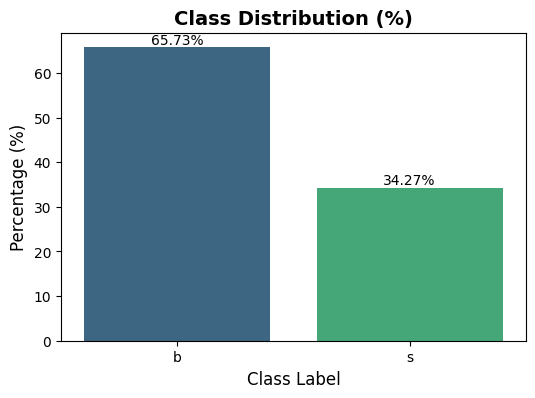 Class Distribution (%)
65.73%
34.27%
Percentage (%)
60
50
40
30
20
10
0
b
s
Class Label